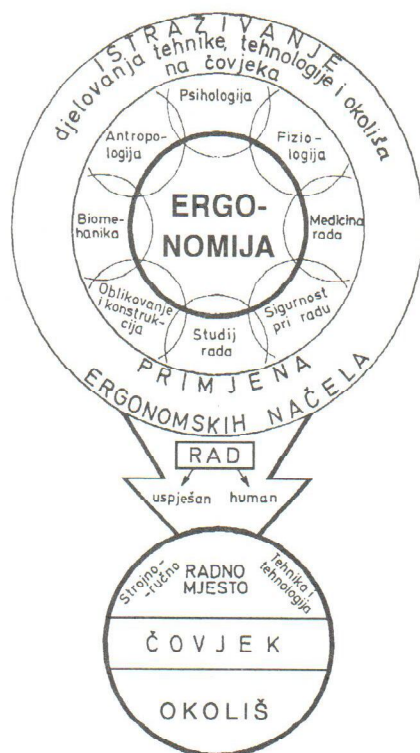 ISTRAŽIVANJE
djelovanja tehnike, tehnologije i okoliša
na čovjeka
Psihologija
Antropo-
logija
Fizio-
logija
ERGO-
NOMIJA
Biome-
hanika
Medicina
rada
Oblikovanje
i konstruk-
cija
Studij
rada
Sigurnost
pri radu
PRIMJENA
ERGONOMSKIH NAČELA
RAD
uspješan human
Strojno-
-ručno
RADNO
MJESTO
Tehnika i
tehnologija
ČOVJEK
OKOLIŠ